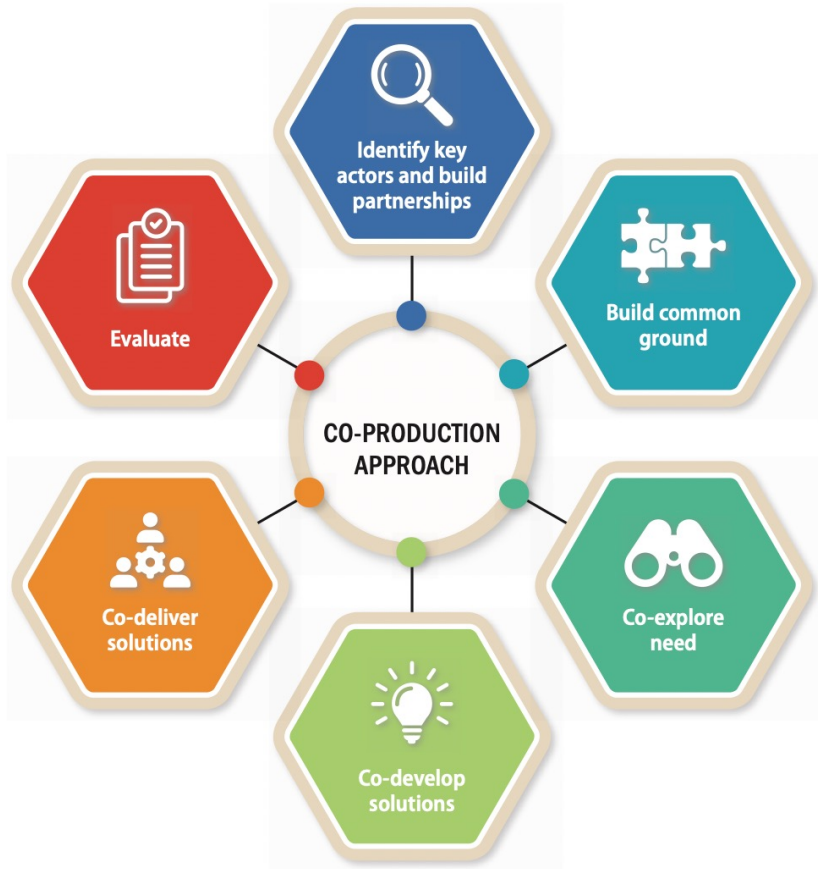 Identify key
actors and build
partnerships
Build common
ground
Co-explore
need
Co-develop
solutions
Co-deliver
solutions
Evaluate
CO-PRODUCTION
APPROACH